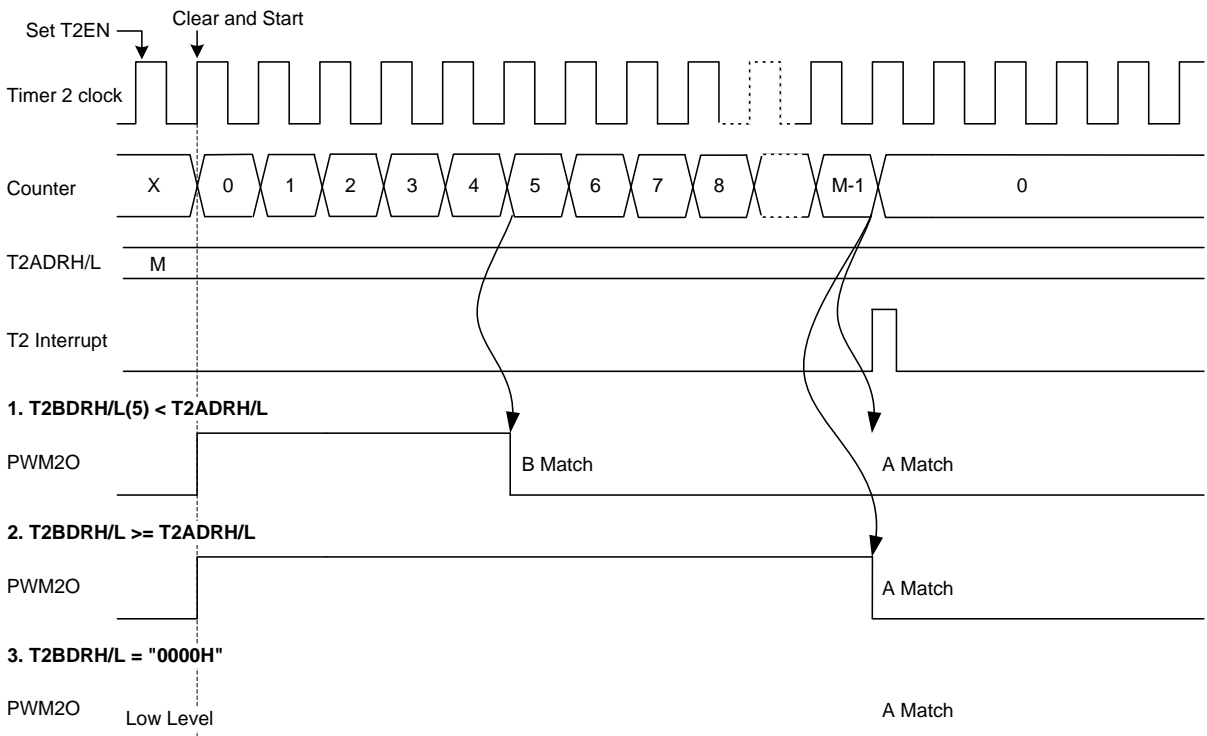 Set T2EN
Clear and Start
Timer 2 clock
Counter X 0 1 2 3 4 5 6 7 8 M-1 0
T2ADRH/L M
T2 Interrupt
1. T2BDRH/L(5) < T2ADRH/L
PWM2O B Match A Match
2. T2BDRH/L >= T2ADRH/L
PWM2O A Match
3. T2BDRH/L = "0000H"
PWM2O Low Level A Match